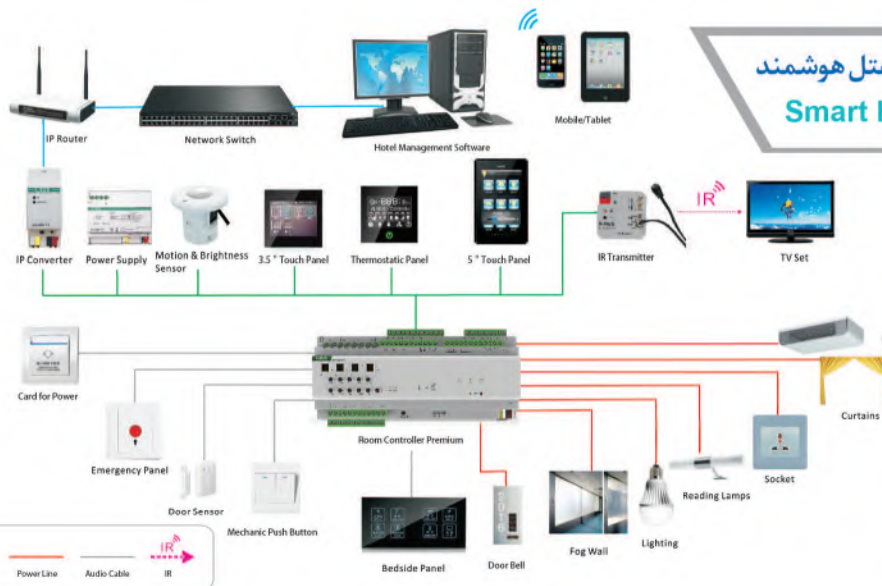 هتل هوشمند
Smart
IP Router
Network Switch
Hotel Management Software
Mobile/Tablet
IP Converter
Power Supply
Motion & Brightness
Sensor
3.5 " Touch Panel
Thermostatic Panel
5 " Touch Panel
IR Transmitter
IR
TV Set
Card for Power
Curtains
Room Controller Premium
Emergency Panel
Socket
Door Sensor
Reading Lamps
Mechanic Push Button
Lighting
Fog Wall
Door Bell
Bedside Panel
2016
IR
Power Line
Audio Cable
IR